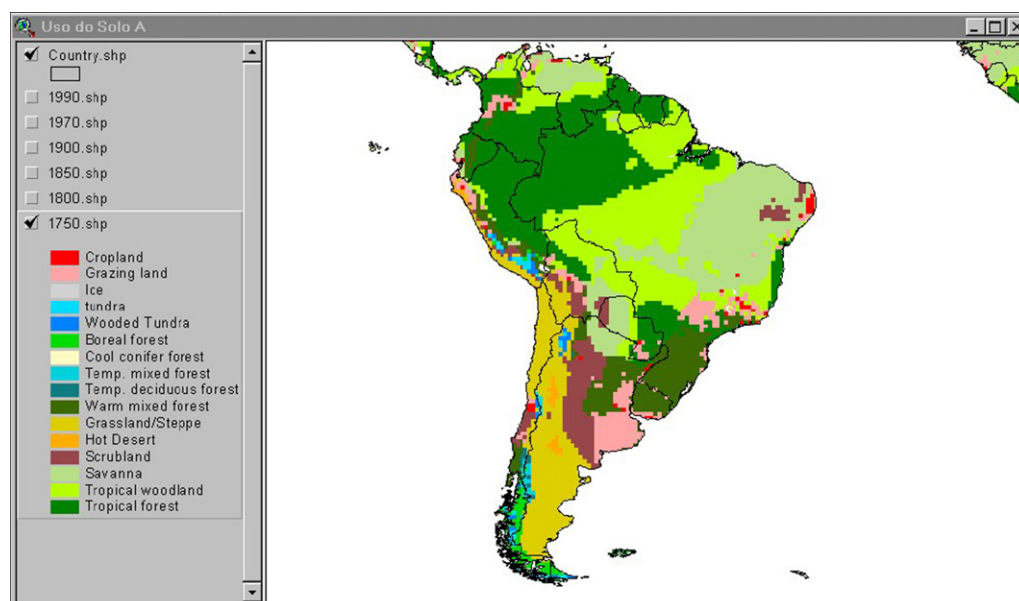 Uso do Solo A
Country.shp
1990.shp
1970.shp
1900.shp
1850.shp
1800.shp
1750.shp
Cropland
Grazing land
Ice
tundra
Wooded Tundra
Boreal forest
Cool conifer forest
Temp. mixed forest
Temp. deciduous forest
Warm mixed forest
Grassland/Steppe
Hot Desert
Scrubland
Savanna
Tropical woodland
Tropical forest